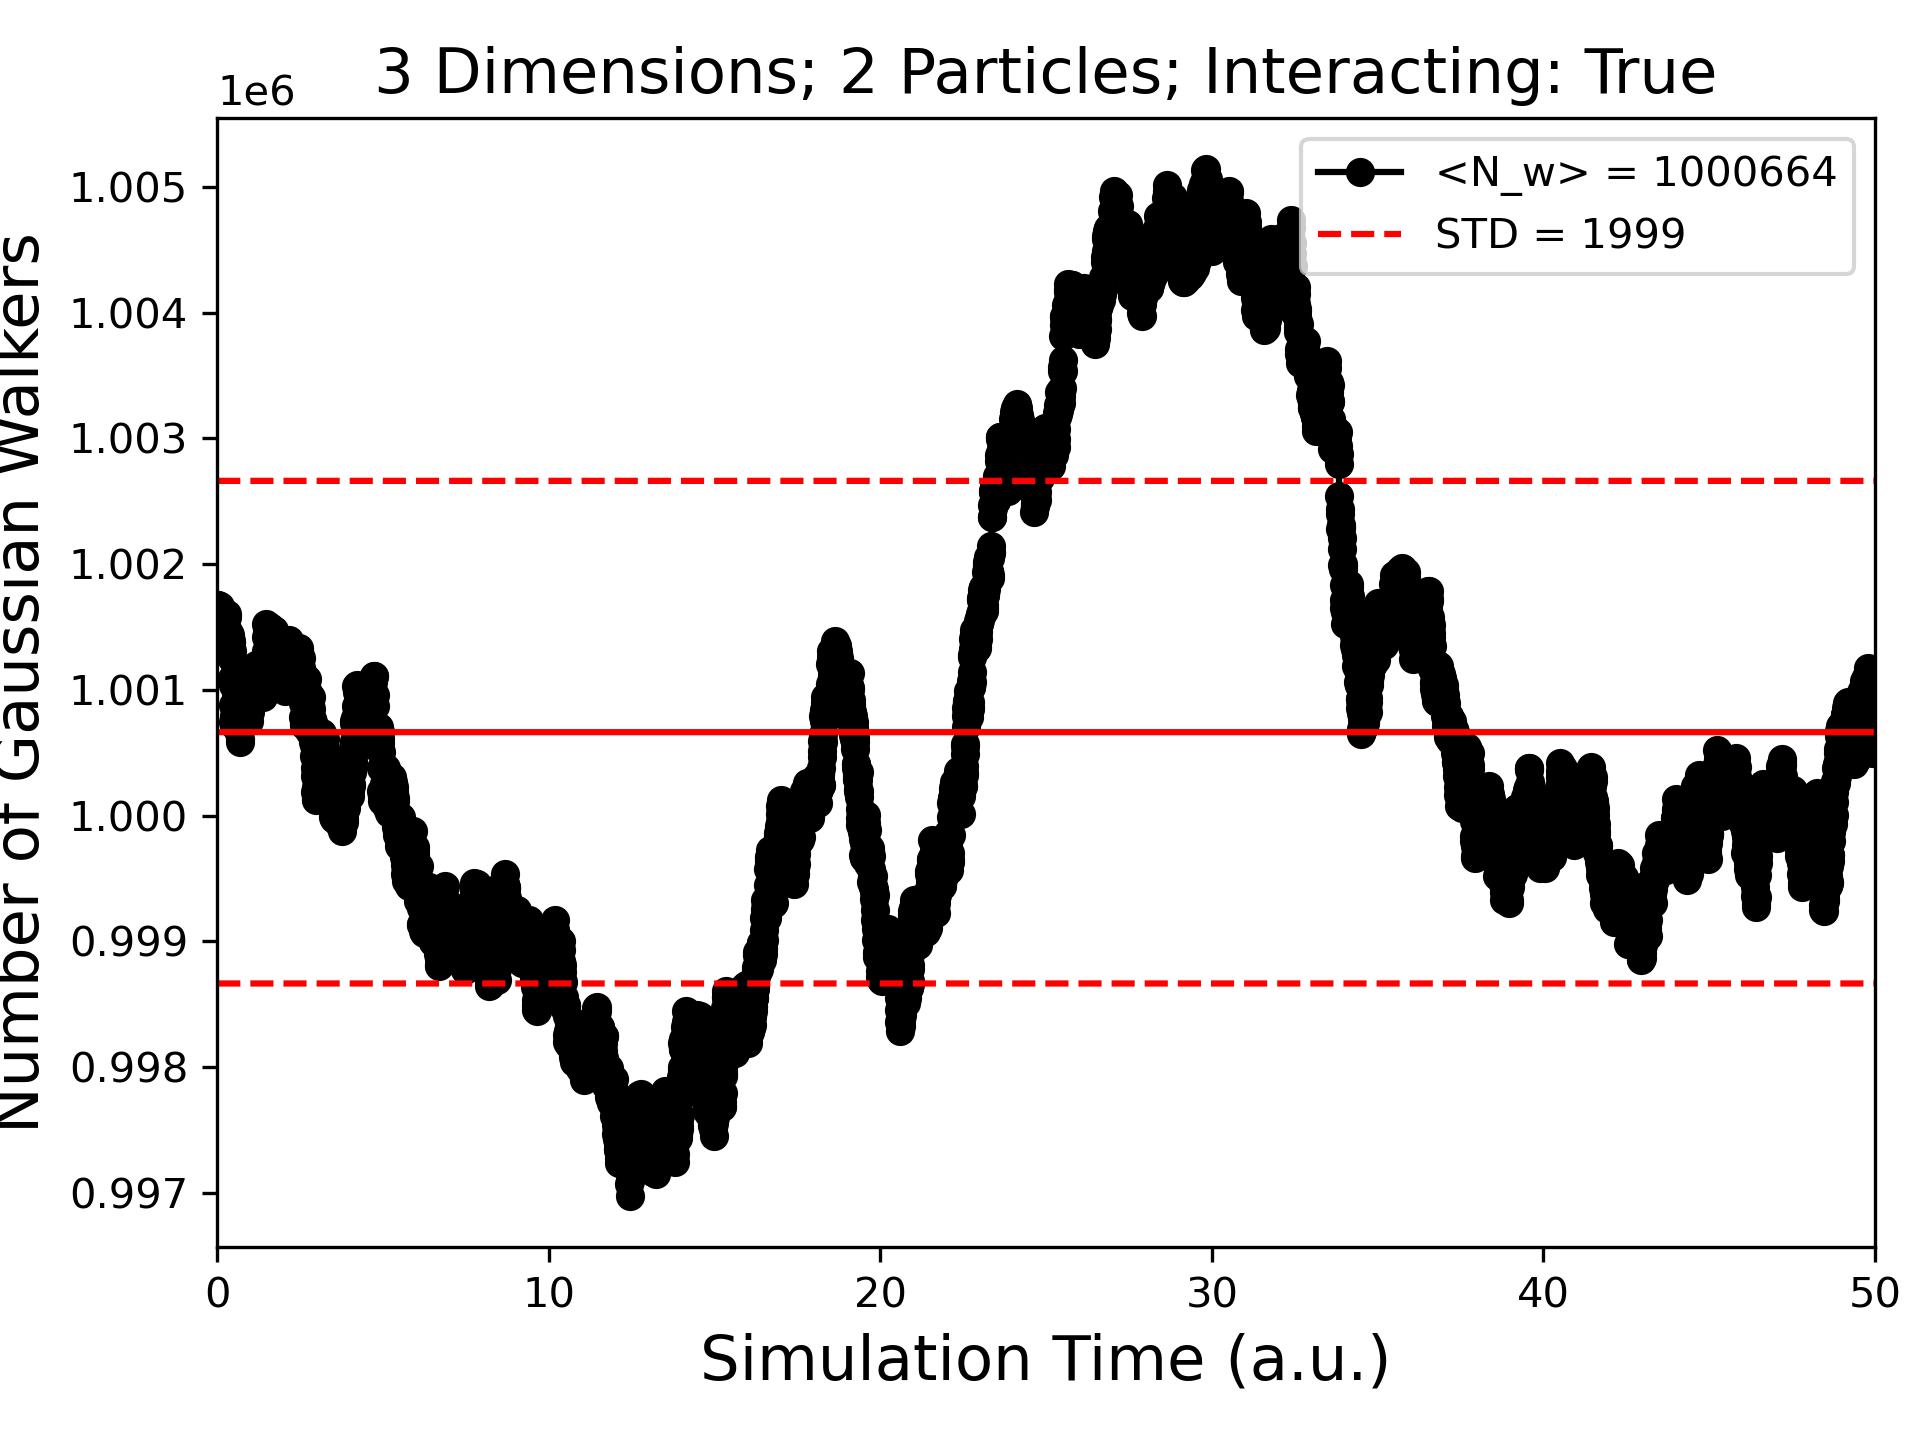 3 Dimensions; 2 Particles; Interacting: True
1e6
<N_w> = 1000664
STD = 1999
Number of Gaussian Walkers
1.005
1.004
1.003
1.002
1.001
1.000
0.999
0.998
0.997
0 10 20 30 40 50
Simulation Time (a.u.)